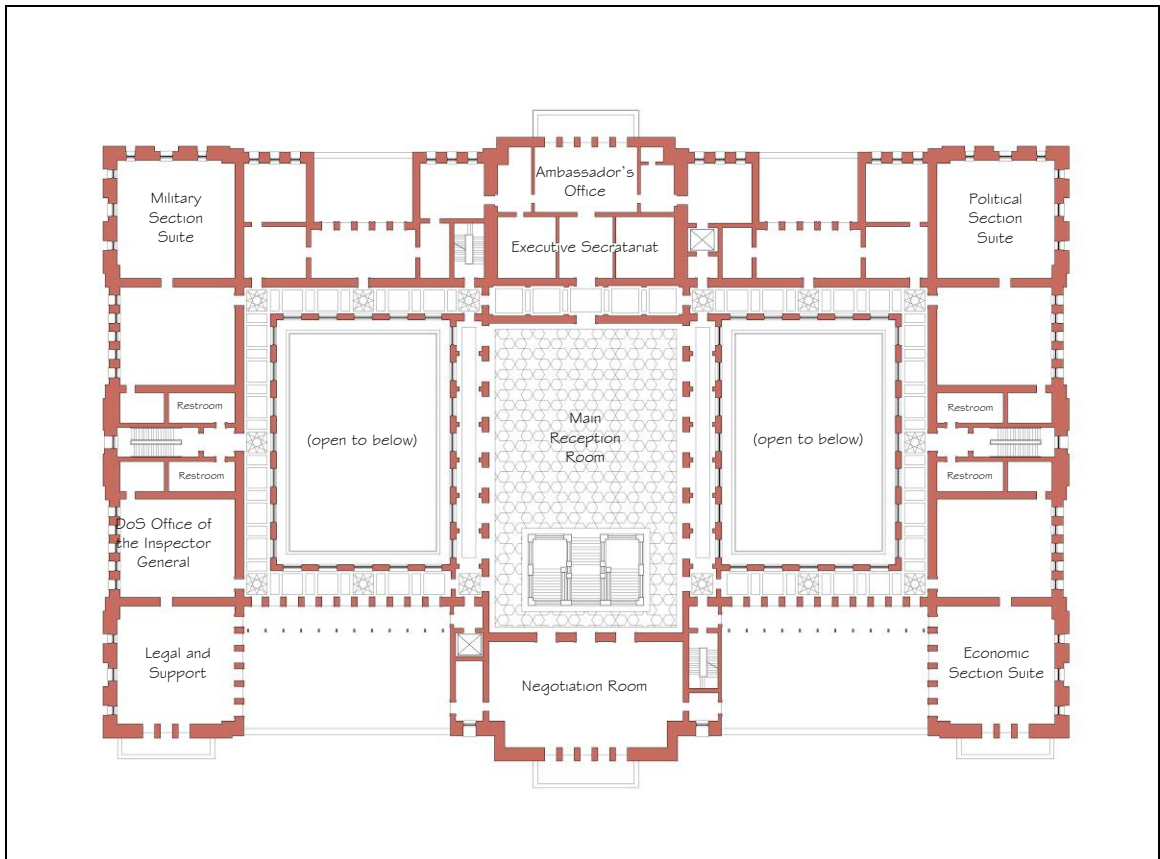 Ambassador's
Office
Military
Section
Suite
Political
Section
Suite
Executive Secratariat
Restroom
Restroom
Main
Reception
Room
(open to below)
(open to below)
Restroom
Restroom
DoS Office of
the Inspector
General
Legal and
Support
Negotiation Room
Economic
Section Suite